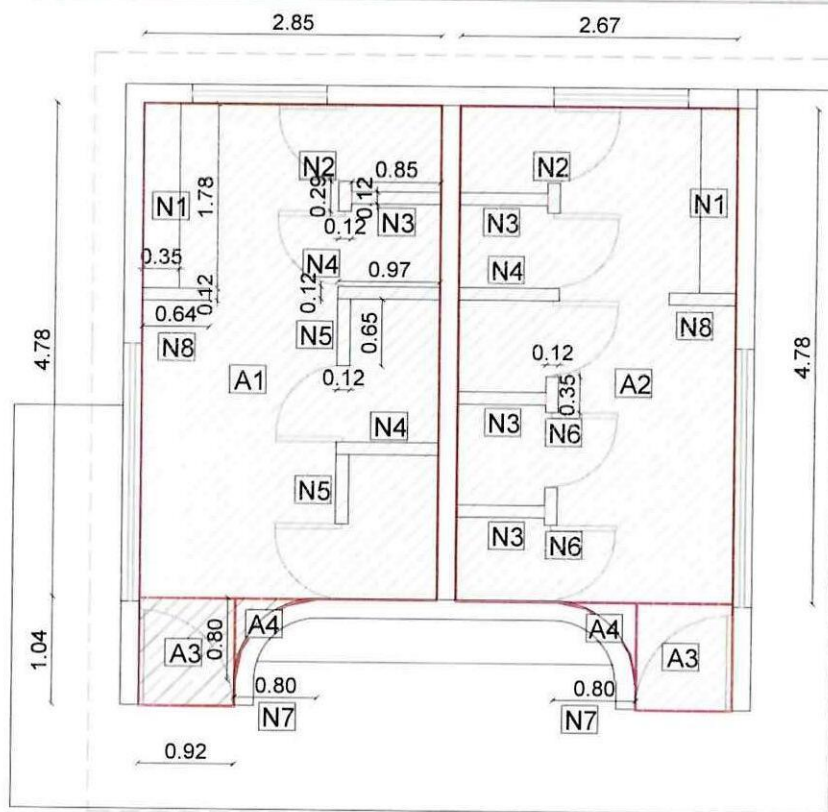 2.85 2.67
N2 0.85 N2
0.29 0.12
N1 1.78 N1
N3 N3
0.12
0.35 N4 0.97 N4
0.12 0.12
0.64 N8
N8 N5 0.65
4.78 A1 0.12 0.12 A2 4.78
0.35
N4 N3 N6
N5 N3 N6
A4 A4
1.04 A3 0.80 A3
0.80 0.80
N7 N7
0.92